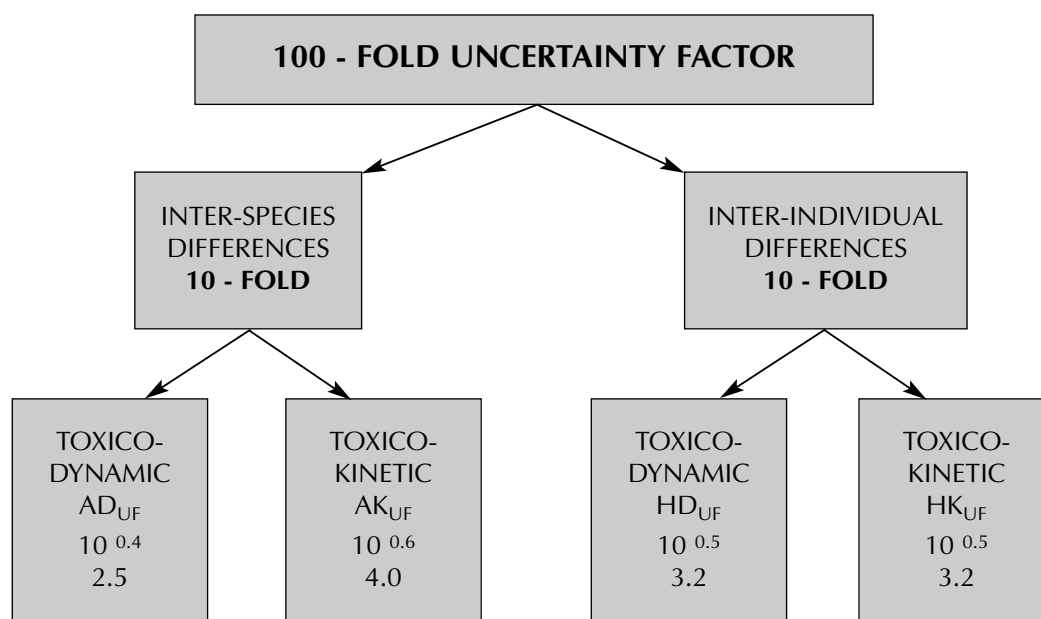 100 - FOLD UNCERTAINTY FACTOR
INTER-SPECIES
DIFFERENCES
10 - FOLD
INTER-INDIVIDUAL
DIFFERENCES
10 - FOLD
TOXICO-
DYNAMIC
AD_UF
10^0.4
2.5
TOXICO-
KINETIC
AK_UF
10^0.6
4.0
TOXICO-
DYNAMIC
HD_UF
10^0.5
3.2
TOXICO-
KINETIC
HK_UF
10^0.5
3.2